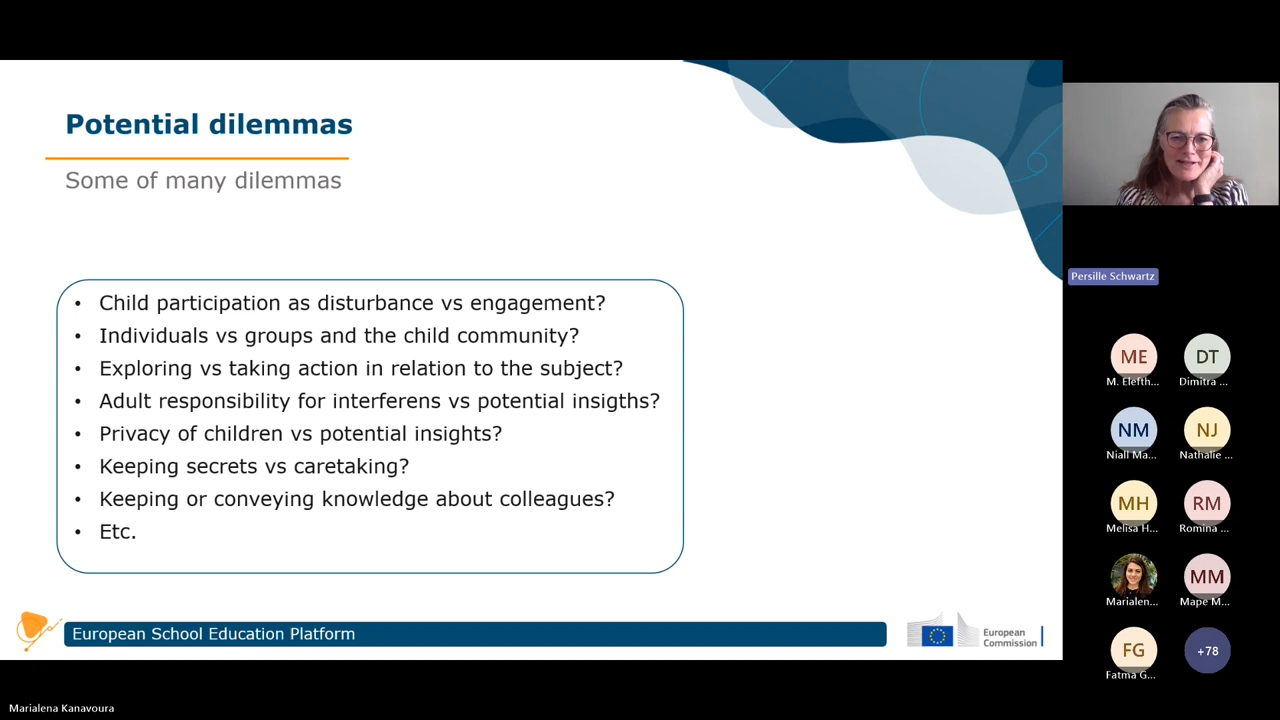 Potential dilemmas
Some of many dilemmas
• Child participation as disturbance vs engagement?
• Individuals vs groups and the child community?
• Exploring vs taking action in relation to the subject?
• Adult responsibility for interferens vs potential insigths?
• Privacy of children vs potential insights?
• Keeping secrets vs caretaking?
• Keeping or conveying knowledge about colleagues?
• Etc.
European School Education Platform
European
Commission
Persille Schwartz
ME
DT
M. Elefth...
Dimitra ...
NM
NJ
Niall Ma...
Nathalie ...
MH
RM
Melisa H...
Romina ...
MM
Marialen...
Mape M...
FG
+78
Fatma G...
Marialena Kanavoura